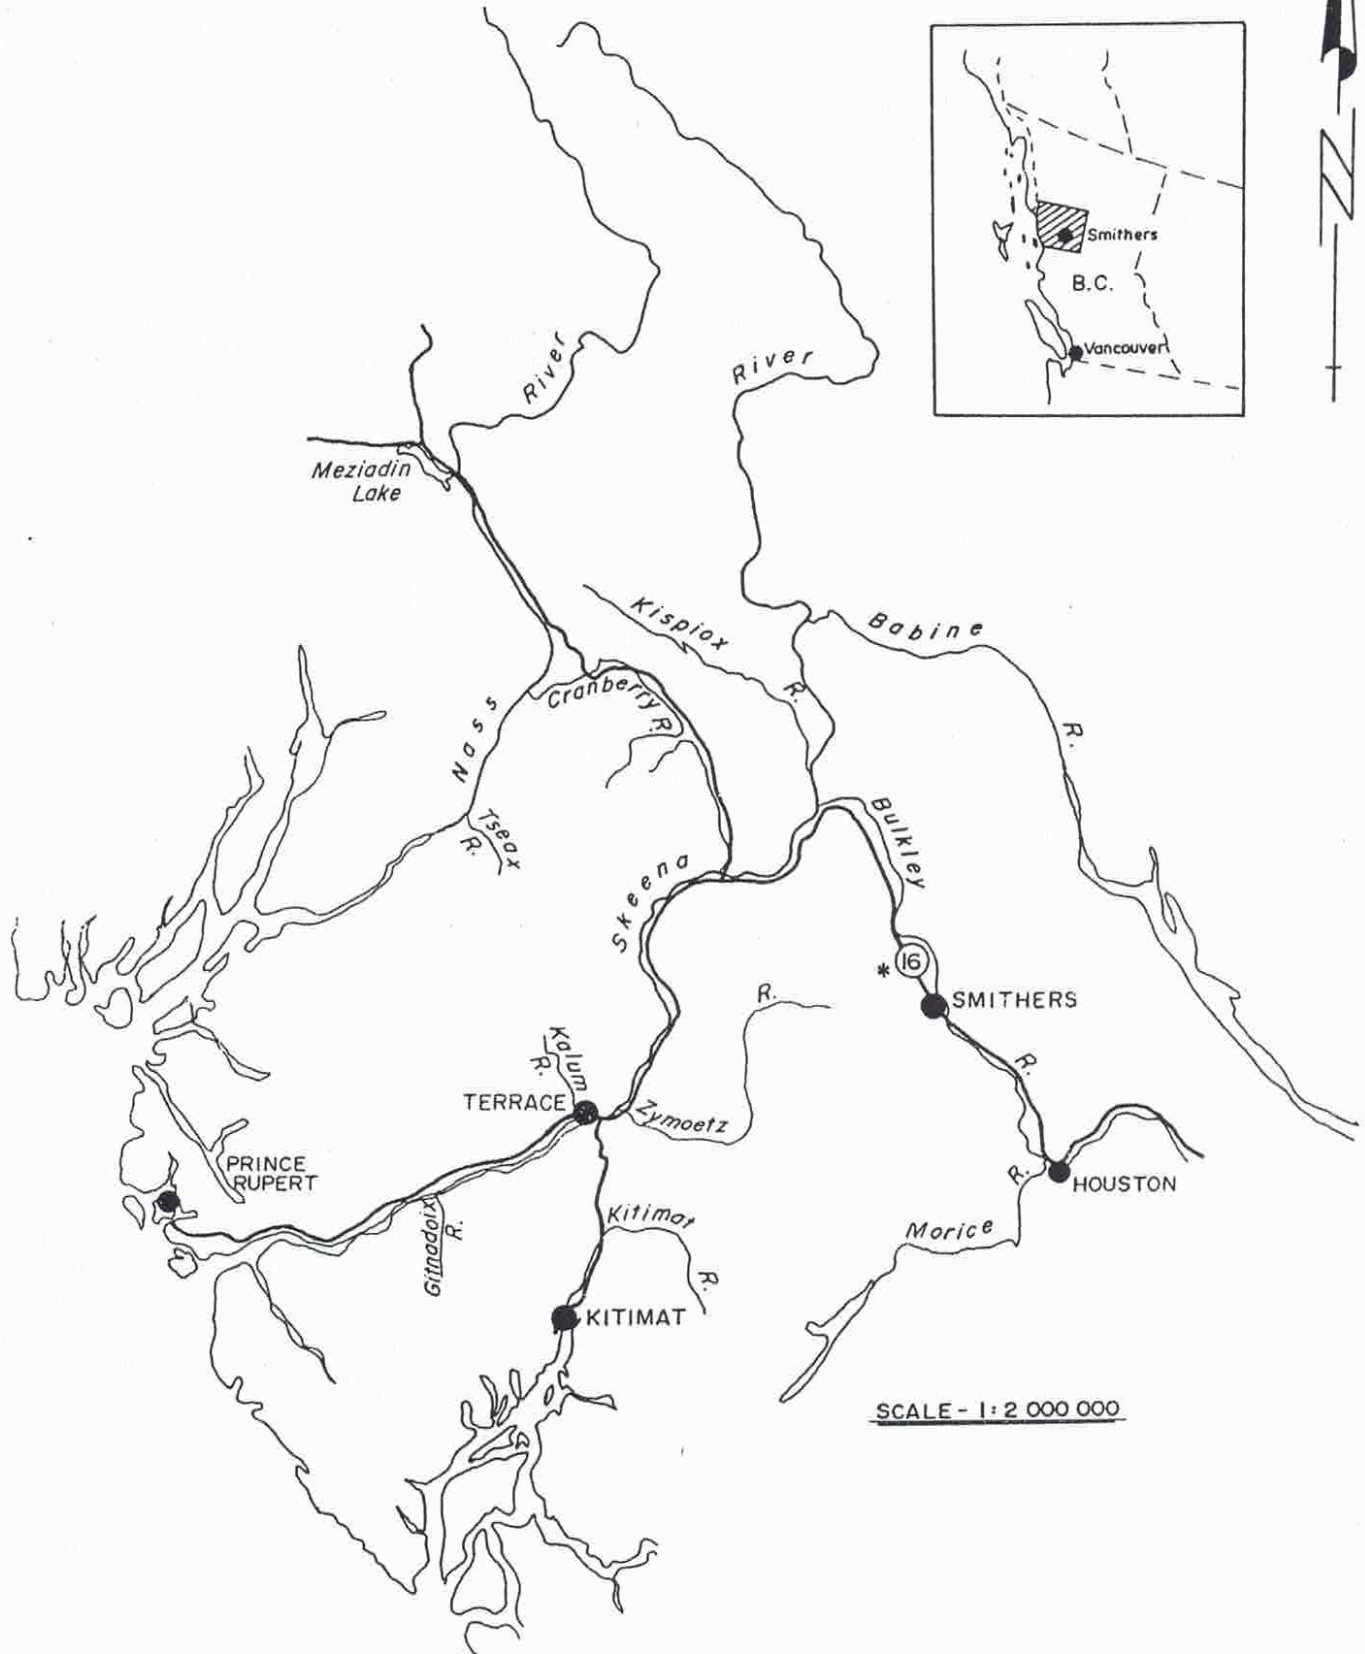 N
Smithers
B.C.
Vancouver
River
River
Meziadin
Lake
Kispiox
R.
Babine
R.
Cranberry
R.
Nass
Tseax
R.
Bulkley
Skeena
16
*
SMITHERS
R.
Kalum
R.
R.
TERRACE
Zymoetz
PRINCE
RUPERT
HOUSTON
R.
Gitnadoix
R.
Kitimat
R.
Morice
KITIMAT
SCALE - 1:2 000 000